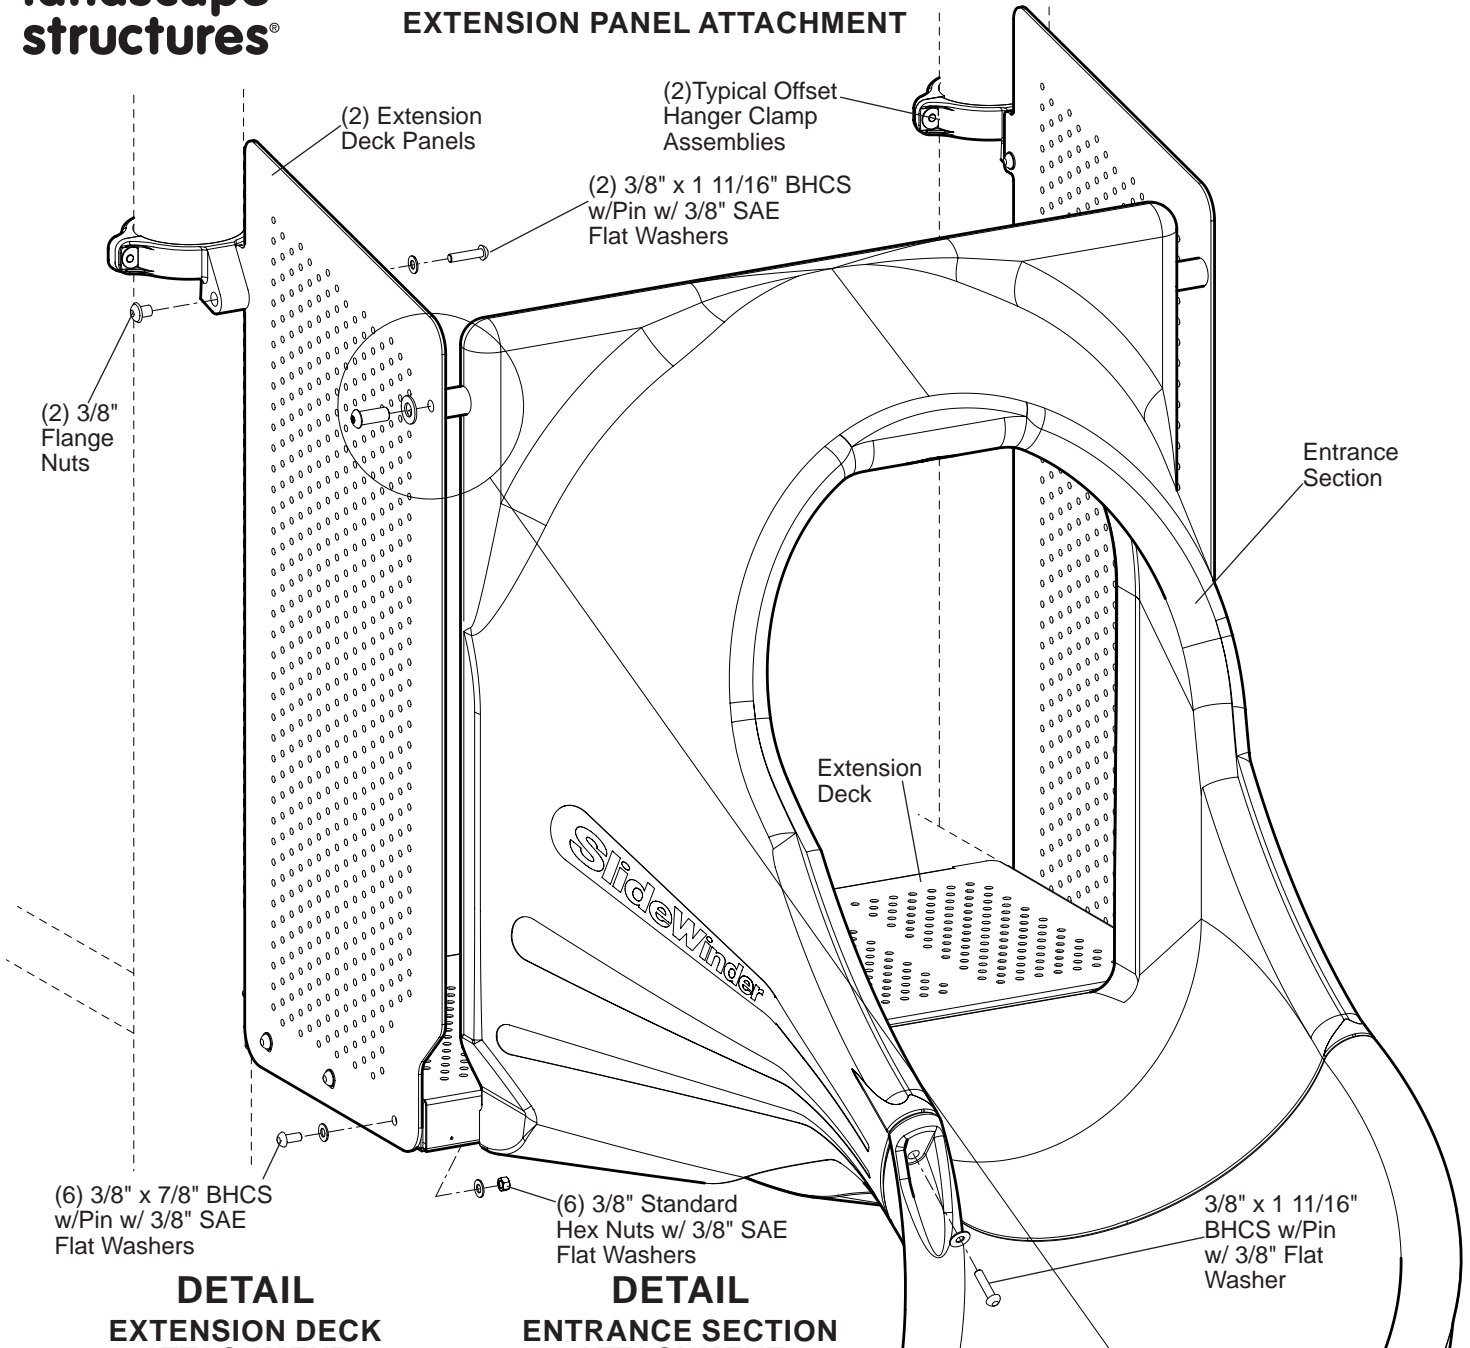 landscape
structures®
EXTENSION PANEL ATTACHMENT
(2) Extension
Deck Panels
(2)Typical Offset
Hanger Clamp
Assemblies
(2) 3/8" x 1 11/16" BHCS
w/Pin w/ 3/8" SAE
Flat Washers
(2) 3/8"
Flange
Nuts
Entrance
Section
Extension
Deck
SlideWinder
(6) 3/8" x 7/8" BHCS
w/Pin w/ 3/8" SAE
Flat Washers
(6) 3/8" Standard
Hex Nuts w/ 3/8" SAE
Flat Washers
3/8" x 1 11/16"
BHCS w/Pin
w/ 3/8" Flat
Washer
DETAIL
EXTENSION DECK
ATTACHMENT
DETAIL
ENTRANCE SECTION
ATTACHMENT